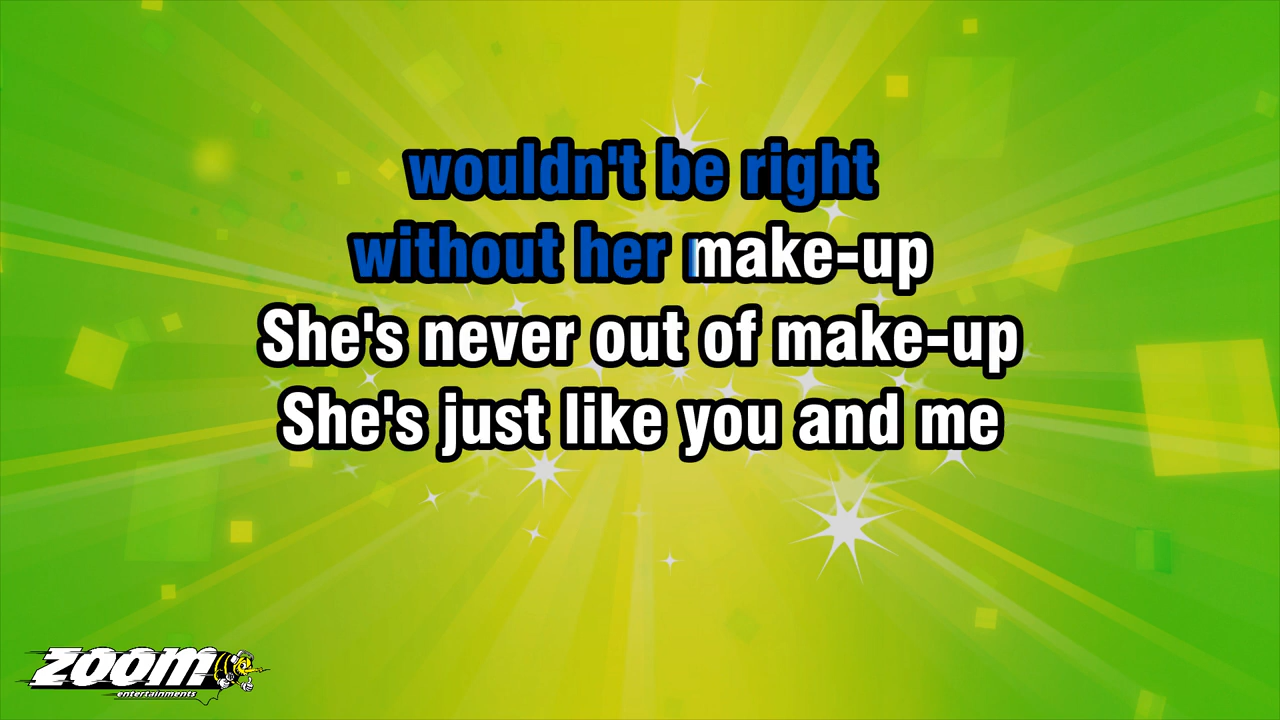 wouldn't be right
without her make-up
She's never out of make-up
She's just like you and me
zoom
entertainments